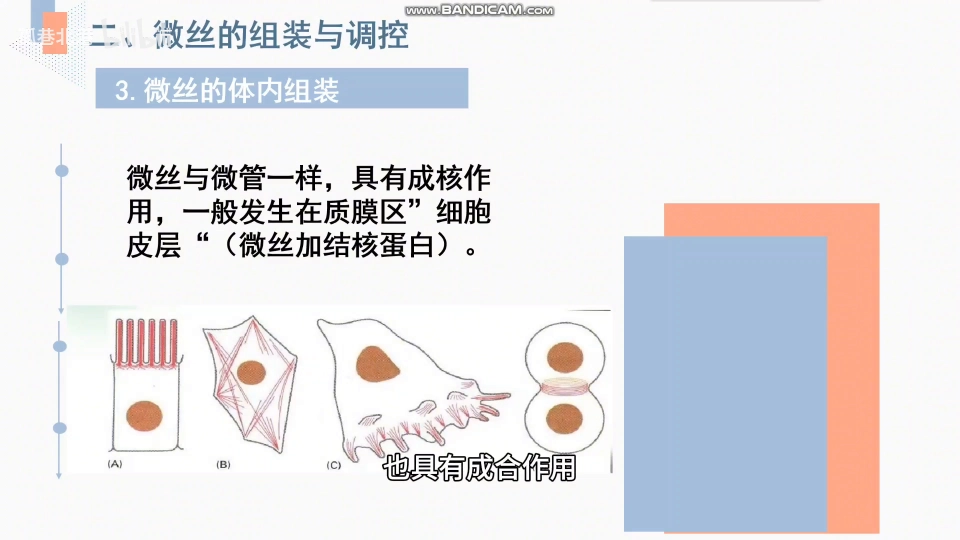 www.BANDICAM.com
二、微丝的组装与调控
3.微丝的体内组装
微丝与微管一样，具有成核作
用，一般发生在质膜区”细胞
皮层“（微丝加结核蛋白）。
(A)
(B)
(C)
也具有成合作用